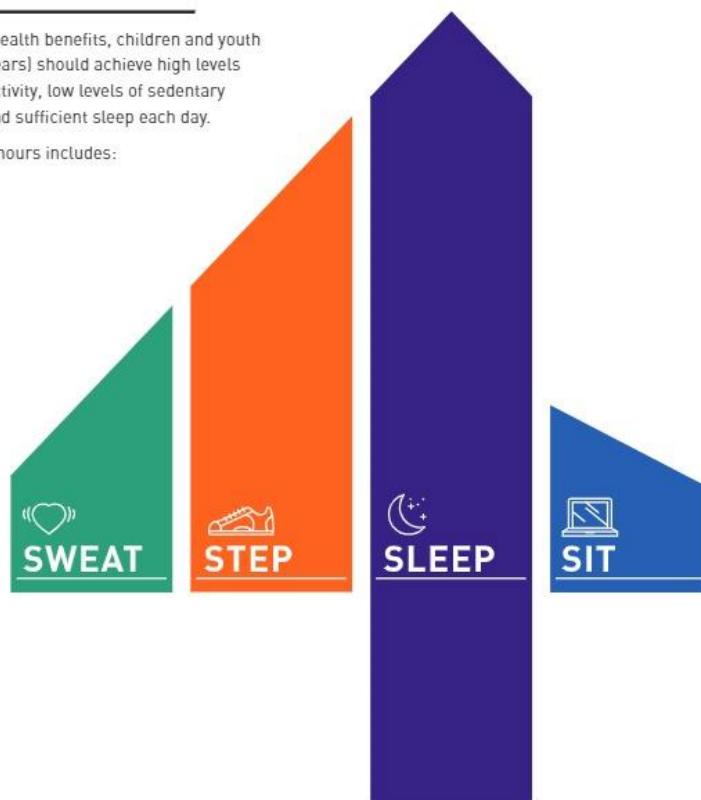 ealth benefits, children and youth
ears) should achieve high levels
tivity, low levels of sedentary
d sufficient sleep each day.
hours includes:
SWEAT
STEP
SLEEP
SIT